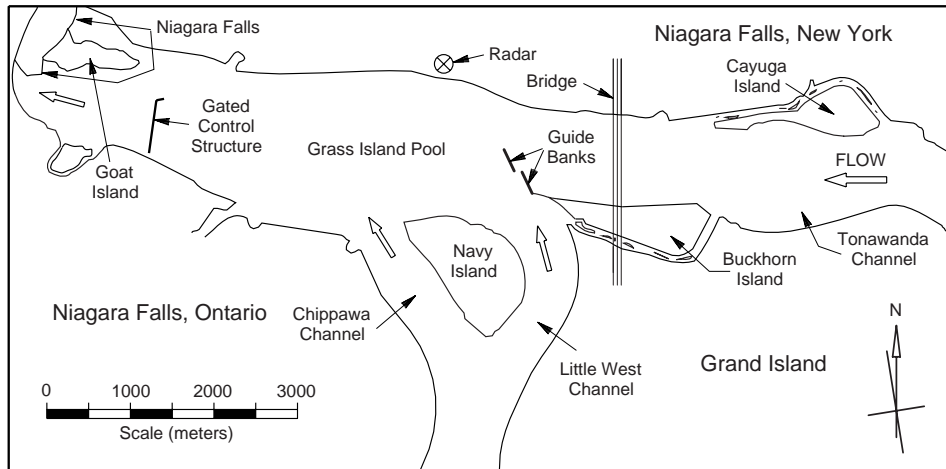 Niagara Falls
Radar
Niagara Falls, New York
Bridge
Cayuga
Island
Gated
Control
Structure
Grass Island Pool
Guide
Banks
Goat
Island
FLOW
Navy
Island
Buckhorn
Island
Tonawanda
Channel
Niagara Falls, Ontario
Chippawa
Channel
Little West
Channel
Grand Island
N
0 1000 2000 3000
Scale (meters)